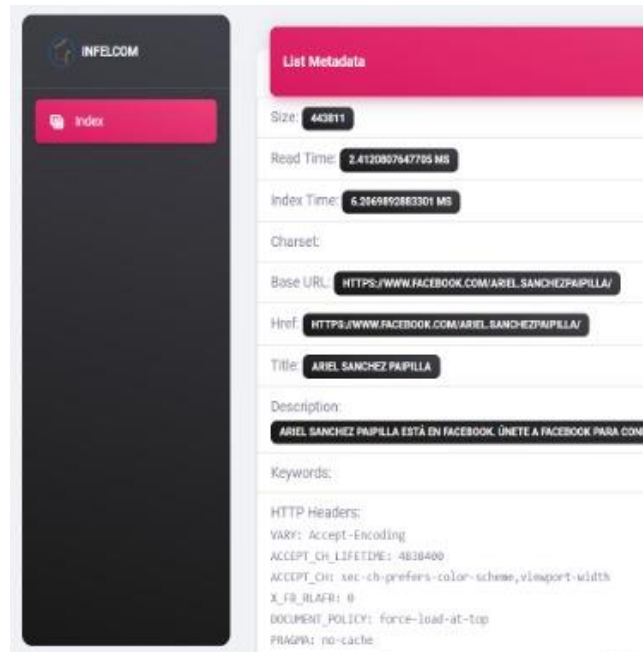 INFELCOM
Index
List Metadata
Size: 443811
Read Time: 2.4120807647705 MS
Index Time: 6.2069892883301 MS
Charset:
Base URL: HTTPS://WWW.FACEBOOK.COM/ARIEL.SANCHEZPAIPILLA/
Href: HTTPS://WWW.FACEBOOK.COM/ARIEL.SANCHEZPAIPILLA/
Title: ARIEL SANCHEZ PAIPILLA
Description:
ARIEL SANCHEZ PAIPILLA ESTÁ EN FACEBOOK. ÚNETE A FACEBOOK PARA CON
Keywords:
HTTP Headers:
VARY: Accept-Encoding
ACCEPT_CH_LIFETIME: 4838400
ACCEPT_CH: sec-ch-prefers-color-scheme,viewport-width
X_FB_RLAFR: 0
DOCUMENT_POLICY: force-load-at-top
PRAGMA: no-cache